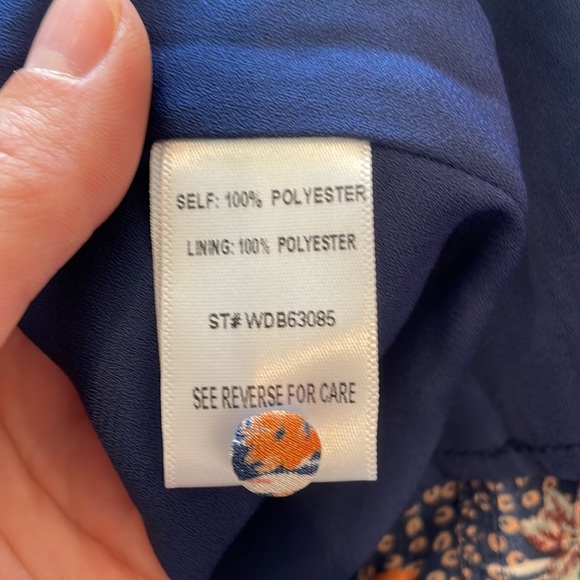 SELF: 100% POLYESTER
LINING: 100% POLYESTER
ST# WDB63085
SEE REVERSE FOR CARE